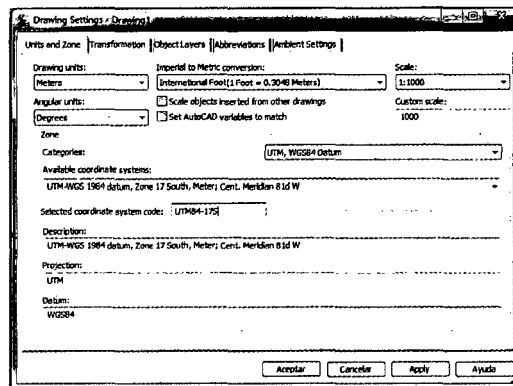 Drawing Settings - Drawing1
Units and Zone Transformation Object Layers Abbreviations Ambient Settings
Drawing units: Imperial to Metric conversion: Scale:
Meters International Foot(1 Foot = 0.3048 Meters) 1:1000
Angular units: Scale objects inserted from other drawings Custom scale:
Degrees Set AutoCAD variables to match 1000
Zone
Categories: UTM, WGS84 Datum
Available coordinate systems:
UTM-WGS 1984 datum, Zone 17 South, Meter; Cent. Meridian 81d W
Selected coordinate system code: UTM84-17S
Description:
UTM-WGS 1984 datum, Zone 17 South, Meter; Cent. Meridian 81d W
Projection:
UTM
Datum:
WGS84
Aceptar Cancelar Apply Ayuda